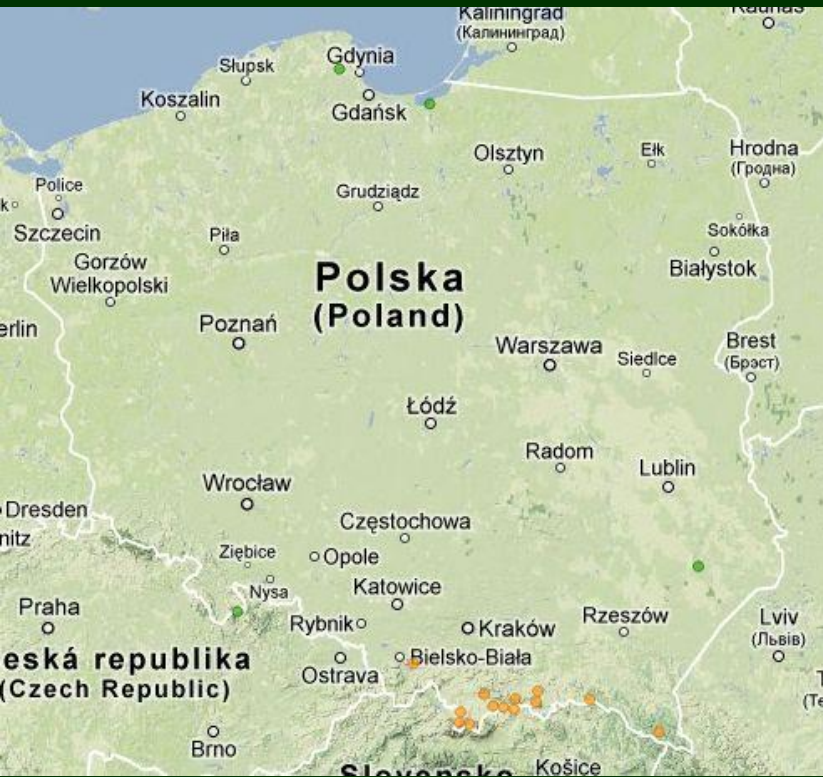 Kaliningrad
(Калининград)
Kaunas
Gdynia
Słupsk
Koszalin
Gdańsk
Olsztyn
Ełk
Hrodna
(Гродна)
Police
Szczecin
Grudziądz
Piła
Sokółka
Białystok
Gorzów
Wielkopolski
Polska
(Poland)
Poznań
erlin
Warszawa
Siedlce
Brest
(Брэст)
Łódź
Radom
Lublin
Wrocław
Dresden
nitz
Częstochowa
Ziębice
Opole
Nysa
Katowice
Praha
Rybnik
Kraków
Rzeszów
Lviv
(Львів)
eská republika
(Czech Republic)
Ostrava
Bielsko-Biała
Brno
Slovensko
Košice